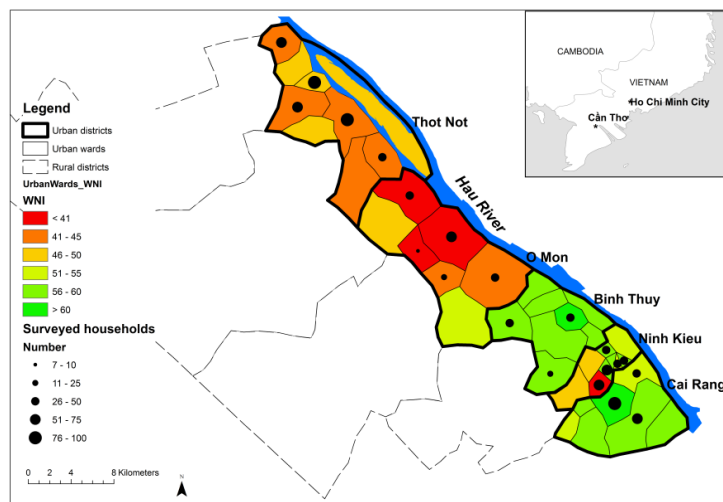 CAMBODIA
VIETNAM
Ho Chi Minh City
Cần Thơ
Legend
Urban districts
Urban wards
Rural districts
UrbanWards_WNI
WNI
< 41
41 - 45
46 - 50
51 - 55
56 - 60
> 60
Surveyed households
Number
7 - 10
11 - 25
26 - 50
51 - 75
76 - 100
0 2 4 8 Kilometers
N
Thot Not
Hau River
O Mon
Binh Thuy
Ninh Kieu
Cai Rang